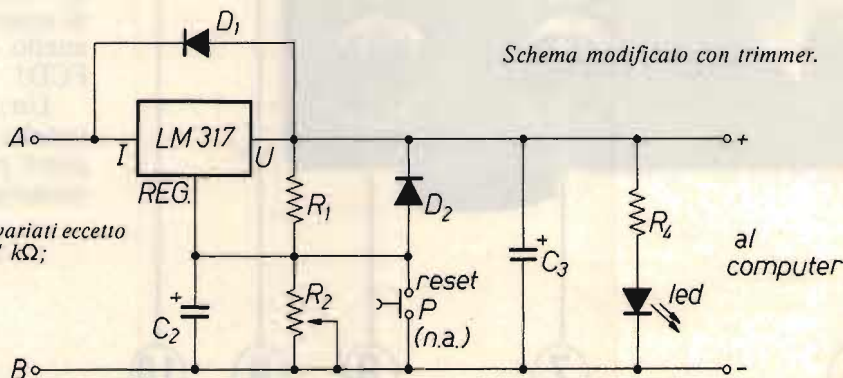 D1
Schema modificato con trimmer.
A
I
LM 317
U
REG.
+
R1
D2
R4
variati eccetto
kΩ;
+
C3
al
computer
+
C2
R2
reset
P
(n.a.)
led
B
-